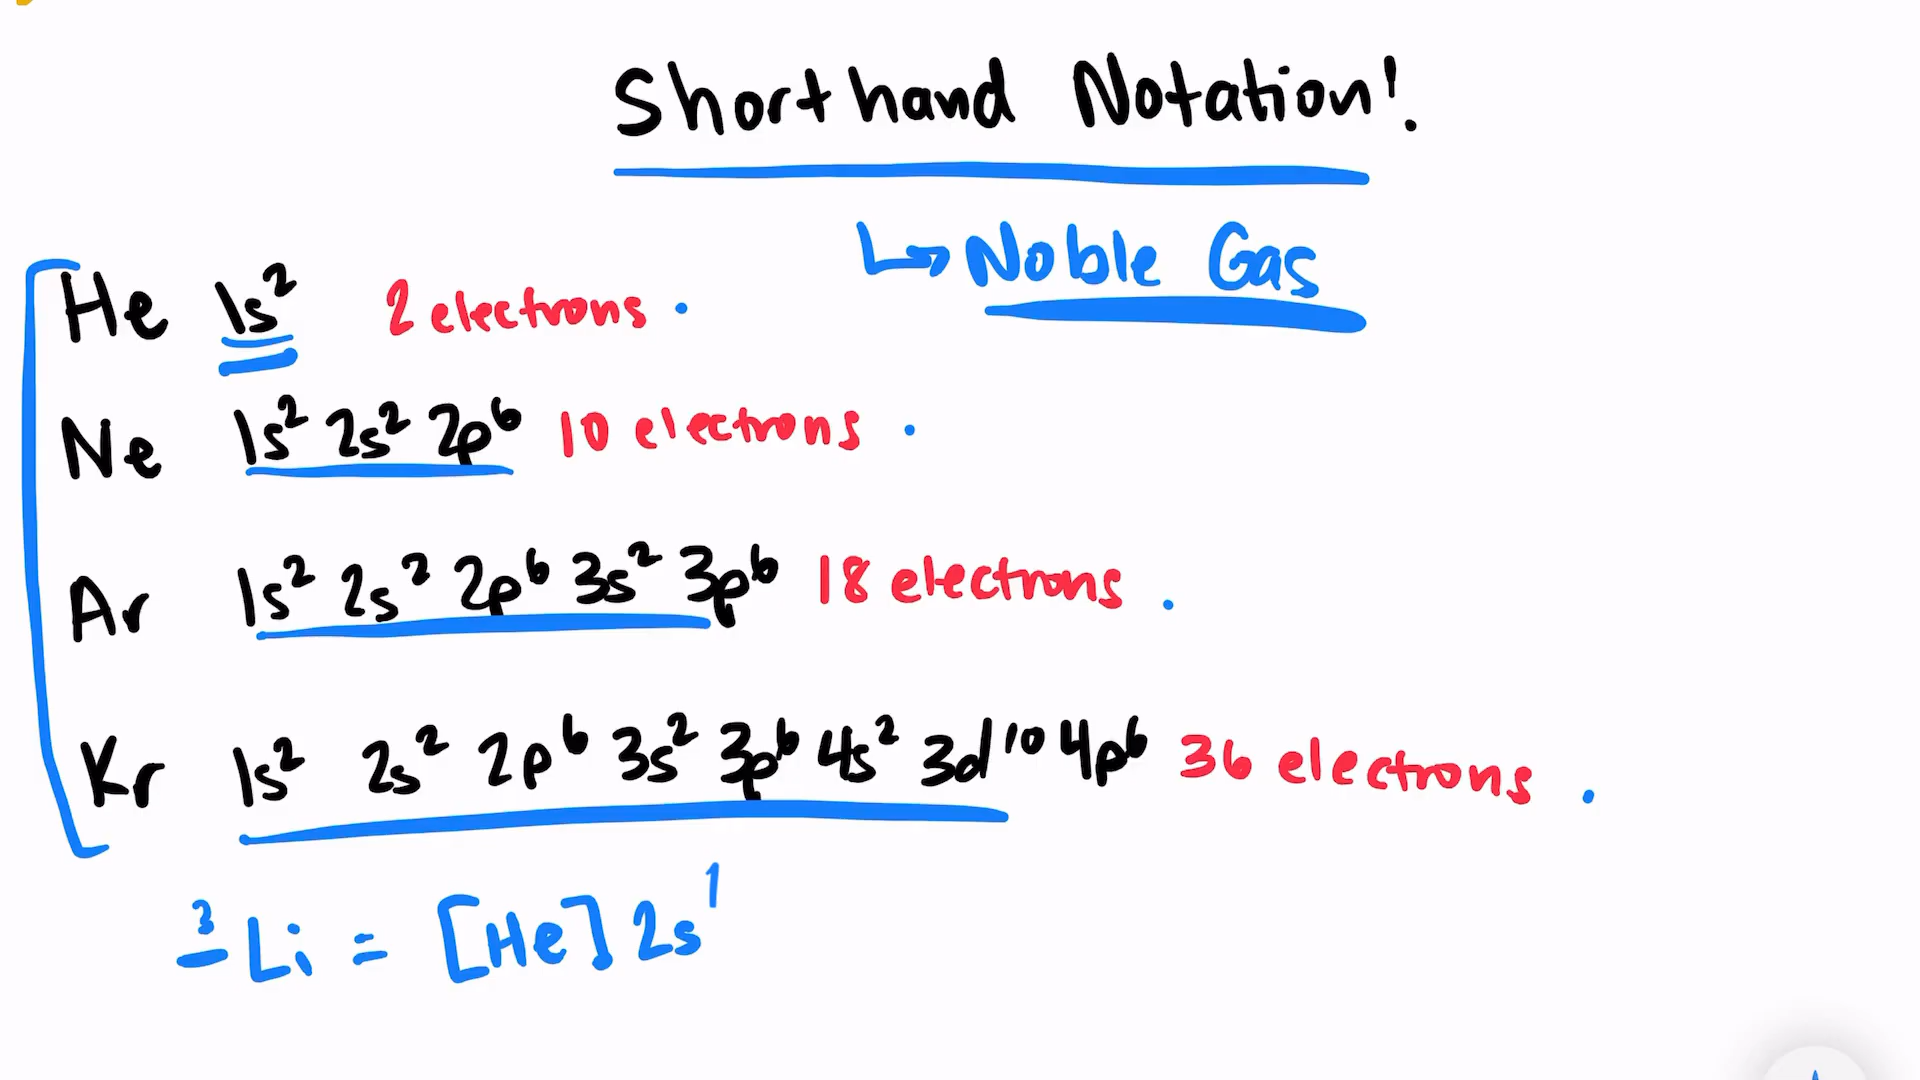 Shorthand Notation!
↳ Noble Gas
He 1s² 2 electrons .
Ne 1s² 2s² 2p⁶ 10 electrons .
Ar 1s² 2s² 2p⁶ 3s² 3p⁶ 18 electrons .
Kr 1s² 2s² 2p⁶ 3s² 3p⁶ 4s² 3d¹⁰ 4p⁶ 36 electrons .
³Li = [He] 2s¹